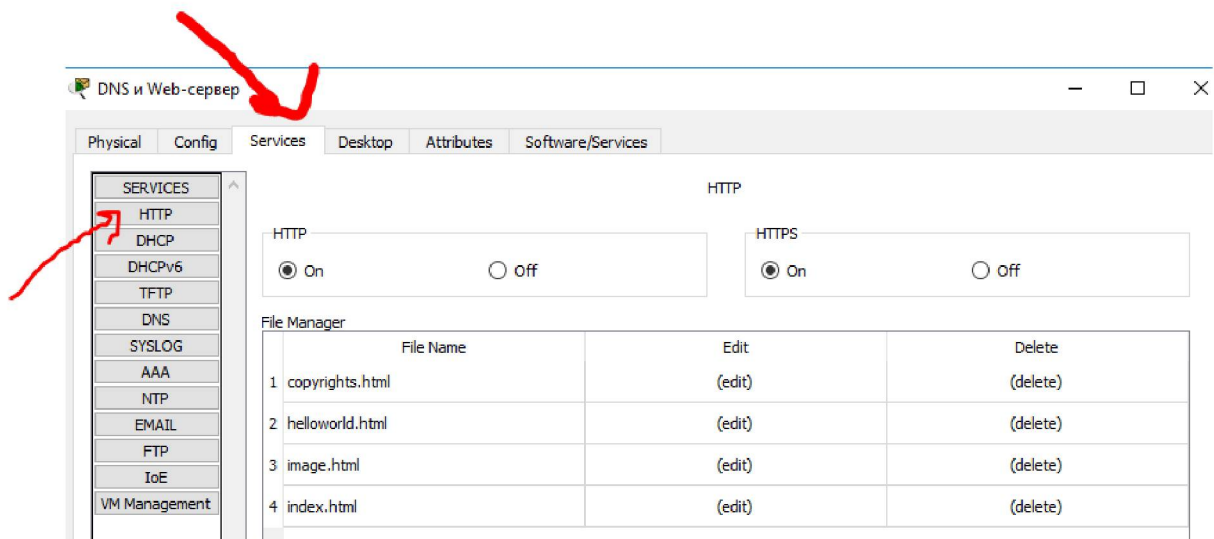 DNS и Web-сервер
Physical Config Services Desktop Attributes Software/Services
SERVICES
HTTP
DHCP
DHCPv6
TFTP
DNS
SYSLOG
AAA
NTP
EMAIL
FTP
IoE
VM Management
HTTP
HTTP HTTPS
On Off On Off
File Manager
File Name Edit Delete
1 copyrights.html (edit) (delete)
2 helloworld.html (edit) (delete)
3 image.html (edit) (delete)
4 index.html (edit) (delete)